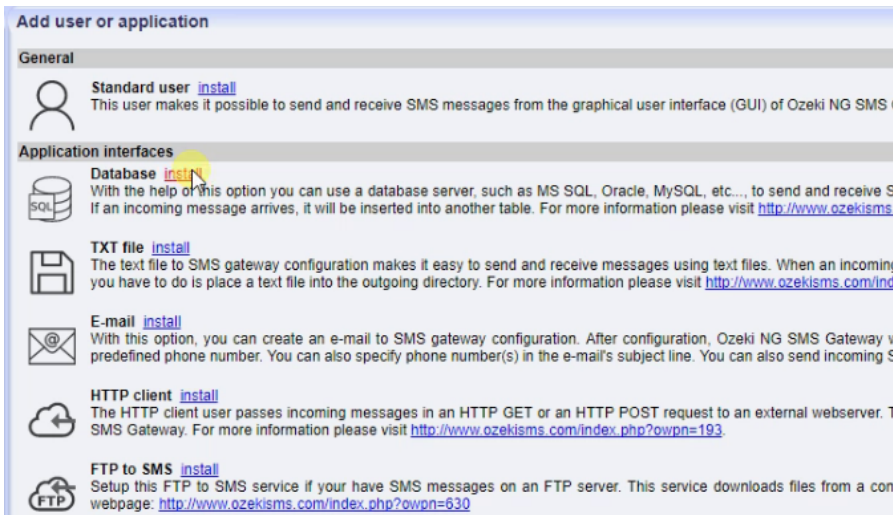 Add user or application
General
Standard user install
This user makes it possible to send and receive SMS messages from the graphical user interface (GUI) of Ozeki NG SMS
Application interfaces
Database install
With the help of this option you can use a database server, such as MS SQL, Oracle, MySQL, etc..., to send and receive S
If an incoming message arrives, it will be inserted into another table. For more information please visit http://www.ozekisms.
SQL
TXT file install
The text file to SMS gateway configuration makes it easy to send and receive messages using text files. When an incoming
you have to do is place a text file into the outgoing directory. For more information please visit http://www.ozekisms.com/ind
E-mail install
With this option, you can create an e-mail to SMS gateway configuration. After configuration, Ozeki NG SMS Gateway
predefined phone number. You can also specify phone number(s) in the e-mail's subject line. You can also send incoming S
HTTP client install
The HTTP client user passes incoming messages in an HTTP GET or an HTTP POST request to an external webserver. T
SMS Gateway. For more information please visit http://www.ozekisms.com/index.php?owpn=193.
FTP to SMS install
Setup this FTP to SMS service if your have SMS messages on an FTP server. This service downloads files from a con
FTP
webpage: http://www.ozekisms.com/index.php?owpn=630